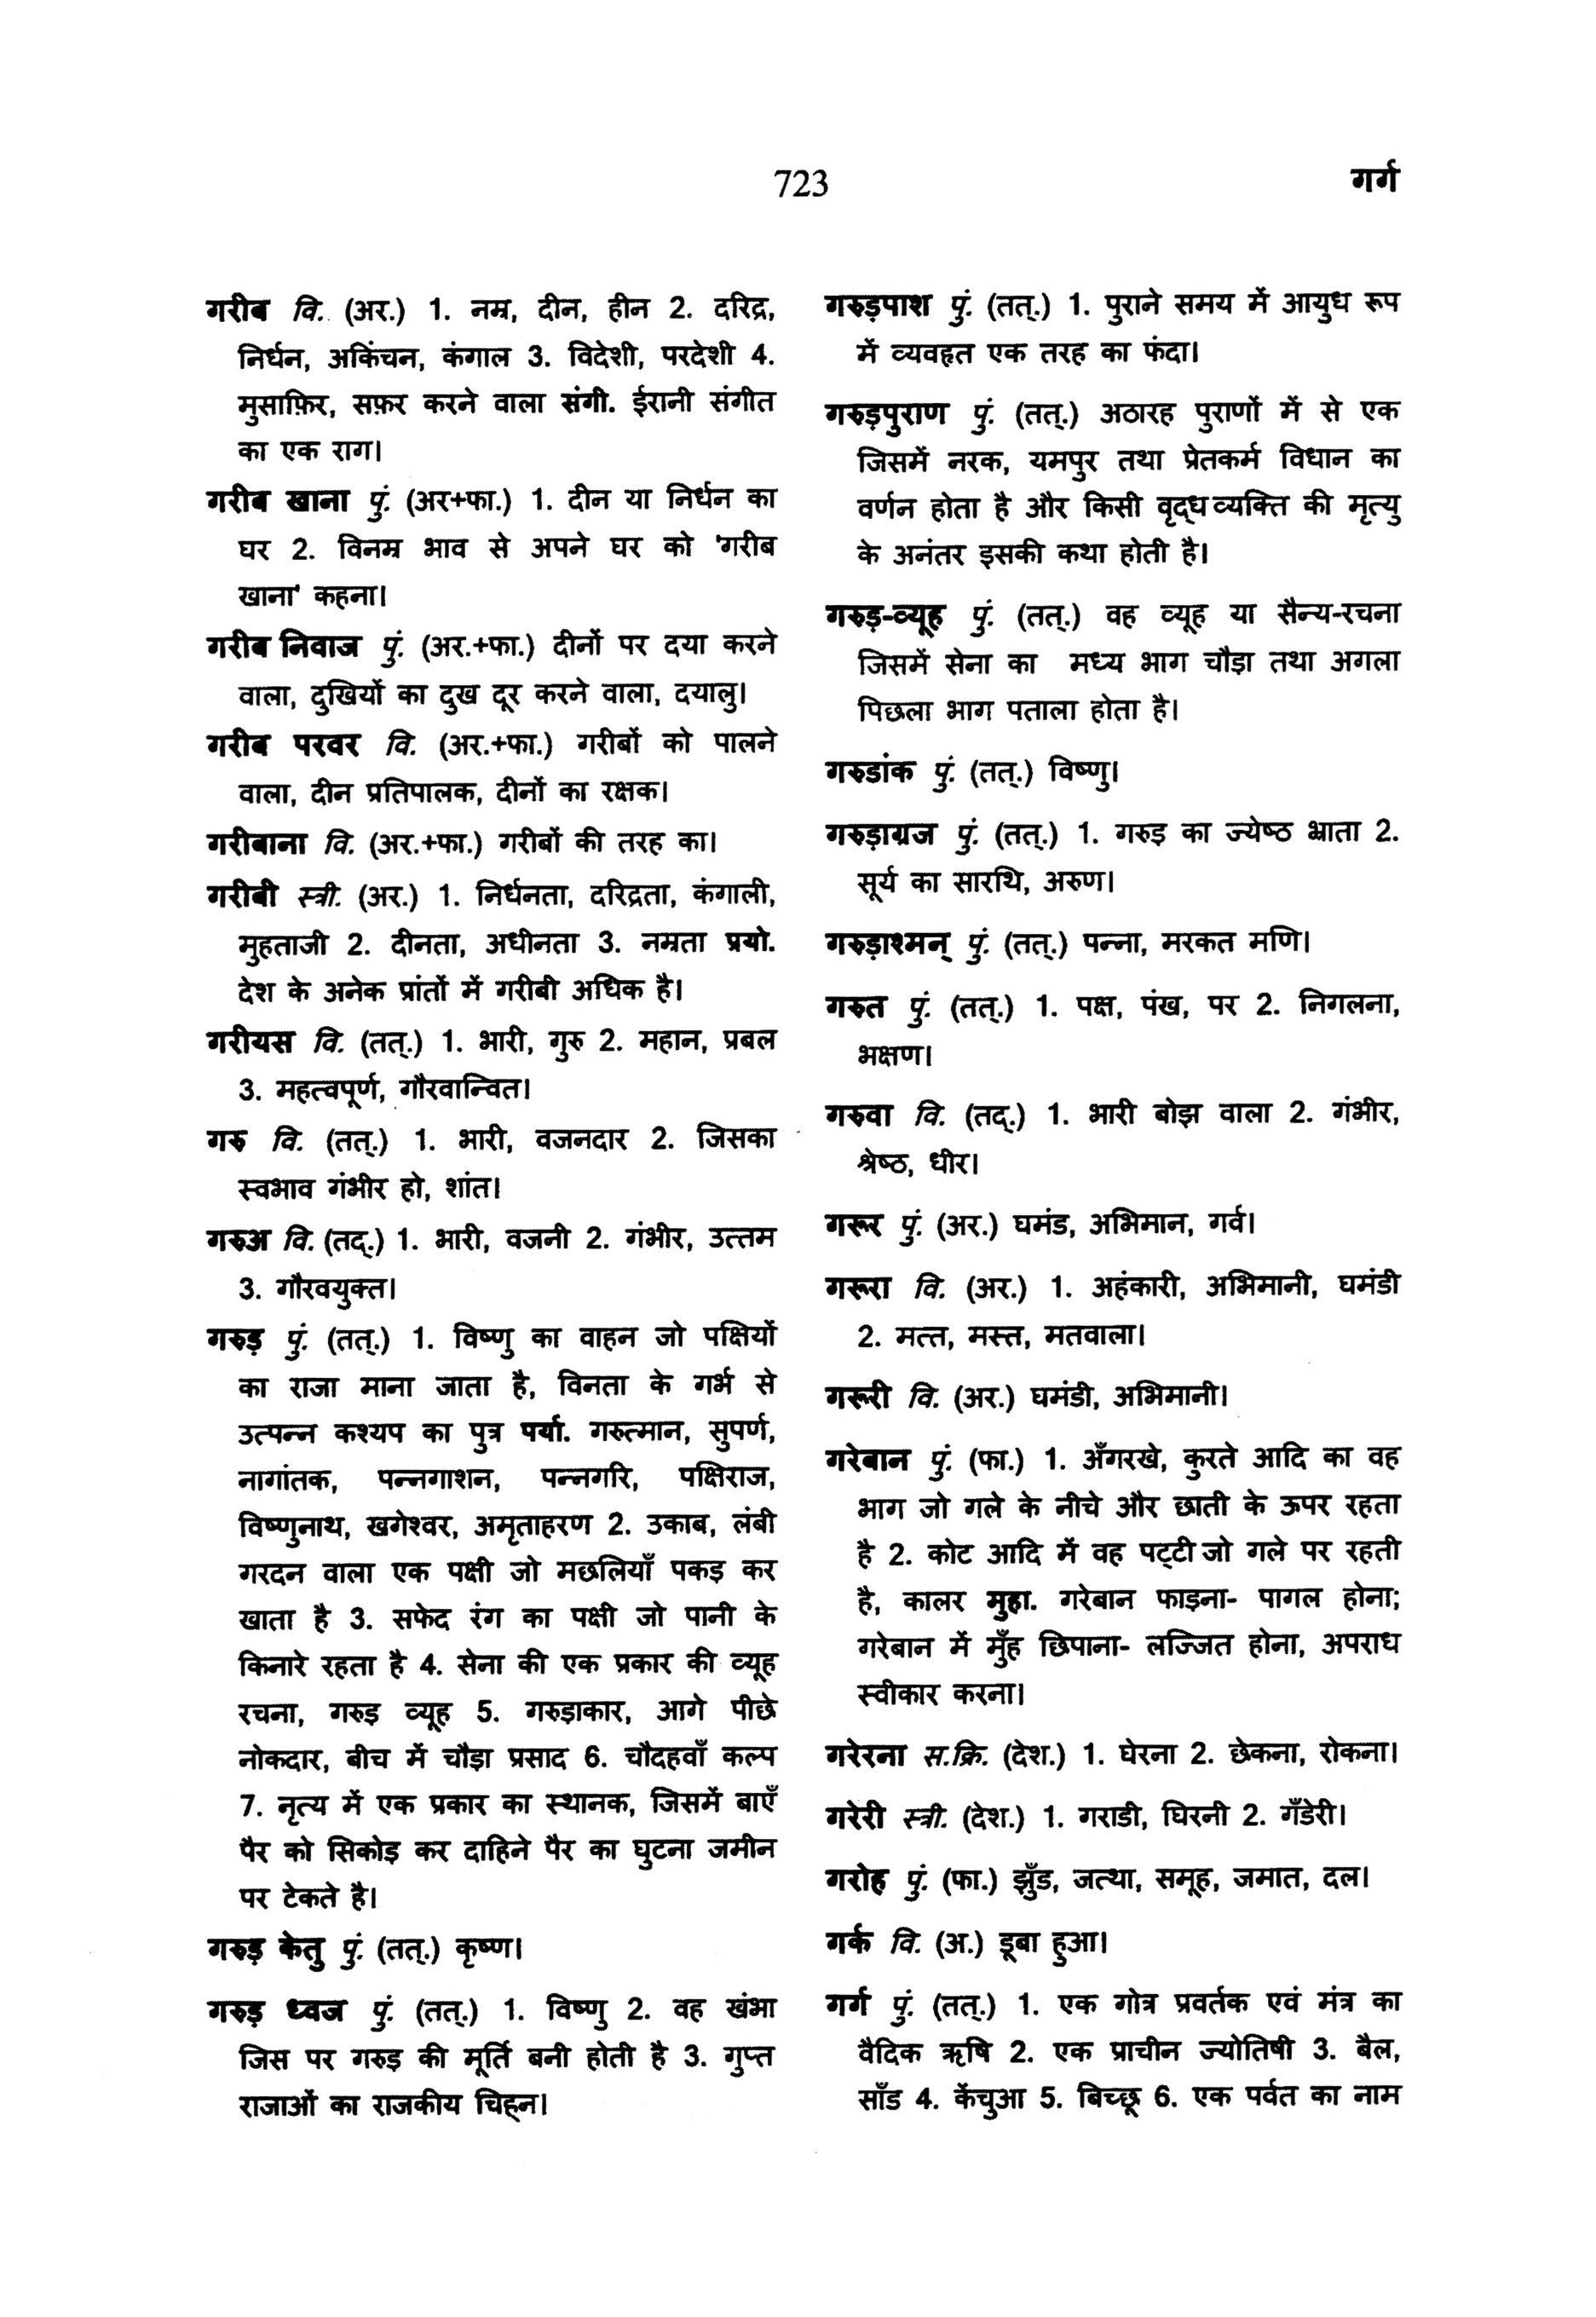 723
गर्ग
गरीब वि. (अर.) 1. नम्र, दीन, हीन 2. दरिद्र,
निर्धन, अकिंचन, कंगाल 3. विदेशी, परदेशी 4.
मुसाफ़िर, सफ़र करने वाला संगी. ईरानी संगीत
का एक राग।
गरीब खाना पुं. (अर+फा.) 1. दीन या निर्धन का
घर 2. विनम्र भाव से अपने घर को 'गरीब
खाना' कहना।
गरीब निवाज पुं. (अर.+फा.) दीनों पर दया करने
वाला, दुखियों का दुख दूर करने वाला, दयालु।
गरीब परवर वि. (अर.+फा.) गरीबों को पालने
वाला, दीन प्रतिपालक, दीनों का रक्षक।
गरीबाना वि. (अर.+फा.) गरीबों की तरह का।
गरीबी स्त्री. (अर.) 1. निर्धनता, दरिद्रता, कंगाली,
मुहताजी 2. दीनता, अधीनता 3. नम्रता प्रयो.
देश के अनेक प्रांतों में गरीबी अधिक है।
गरीयस वि. (तत्.) 1. भारी, गुरु 2. महान, प्रबल
3. महत्वपूर्ण, गौरवान्वित।
गरु वि. (तत्.) 1. भारी, वजनदार 2. जिसका
स्वभाव गंभीर हो, शांत।
गरुअ वि. (तद्.) 1. भारी, वजनी 2. गंभीर, उत्तम
3. गौरवयुक्त।
गरुड़ पुं. (तत्.) 1. विष्णु का वाहन जो पक्षियों
का राजा माना जाता है, विनता के गर्भ से
उत्पन्न कश्यप का पुत्र पर्या. गरुत्मान, सुपर्ण,
नागांतक, पन्नगाशन, पन्नगरि, पक्षिराज,
विष्णुनाथ, खगेश्वर, अमृताहरण 2. उकाब, लंबी
गरदन वाला एक पक्षी जो मछलियाँ पकड़ कर
खाता है 3. सफेद रंग का पक्षी जो पानी के
किनारे रहता है 4. सेना की एक प्रकार की व्यूह
रचना, गरुड़ व्यूह 5. गरुड़ाकार, आगे पीछे
नोकदार, बीच में चौड़ा प्रसाद 6. चौदहवाँ कल्प
7. नृत्य में एक प्रकार का स्थानक, जिसमें बाएँ
पैर को सिकोड़ कर दाहिने पैर का घुटना जमीन
पर टेकते है।
गरुड़ केतु पुं. (तत्.) कृष्ण।
गरुड़ ध्वज पुं. (तत्.) 1. विष्णु 2. वह खंभा
जिस पर गरुड़ की मूर्ति बनी होती है 3. गुप्त
राजाओं का राजकीय चिह्न।
गरुड़पाश पुं. (तत्.) 1. पुराने समय में आयुध रूप
में व्यवहृत एक तरह का फंदा।
गरुड़पुराण पुं. (तत्.) अठारह पुराणों में से एक
जिसमें नरक, यमपुर तथा प्रेतकर्म विधान का
वर्णन होता है और किसी वृद्ध व्यक्ति की मृत्यु
के अनंतर इसकी कथा होती है।
गरुड़-व्यूह पुं. (तत्.) वह व्यूह या सैन्य-रचना
जिसमें सेना का मध्य भाग चौड़ा तथा अगला
पिछला भाग पताला होता है।
गरुडांक पुं. (तत्.) विष्णु।
गरुड़ाग्रज पुं. (तत्.) 1. गरुड़ का ज्येष्ठ भ्राता 2.
सूर्य का सारथि, अरुण।
गरुड़ाश्मन् पुं. (तत्.) पन्ना, मरकत मणि।
गरुत पुं. (तत्.) 1. पक्ष, पंख, पर 2. निगलना,
भक्षण।
गरुवा वि. (तद्.) 1. भारी बोझ वाला 2. गंभीर,
श्रेष्ठ, धीर।
गरूर पुं. (अर.) घमंड, अभिमान, गर्व।
गरूरा वि. (अर.) 1. अहंकारी, अभिमानी, घमंडी
2. मत्त, मस्त, मतवाला।
गरूरी वि. (अर.) घमंडी, अभिमानी।
गरेबान पुं. (फा.) 1. अँगरखे, कुरते आदि का वह
भाग जो गले के नीचे और छाती के ऊपर रहता
है 2. कोट आदि में वह पट्टी जो गले पर रहती
है, कालर मुहा. गरेबान फाड़ना- पागल होना;
गरेबान में मुँह छिपाना- लज्जित होना, अपराध
स्वीकार करना।
गरेरना स.क्रि. (देश.) 1. घेरना 2. छेकना, रोकना।
गरेरी स्त्री. (देश.) 1. गराडी, घिरनी 2. गँडेरी।
गरोह पुं. (फा.) झुँड, जत्था, समूह, जमात, दल।
गर्क वि. (अ.) डूबा हुआ।
गर्ग पुं. (तत्.) 1. एक गोत्र प्रवर्तक एवं मंत्र का
वैदिक ऋषि 2. एक प्राचीन ज्योतिषी 3. बैल,
साँड 4. केंचुआ 5. बिच्छू 6. एक पर्वत का नाम